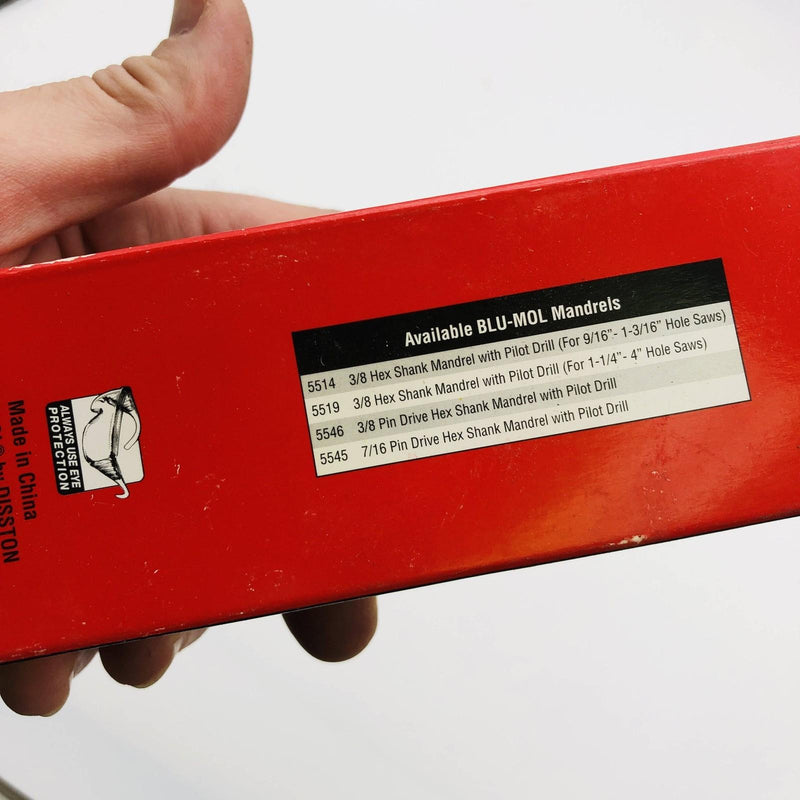 Available BLU-MOL Mandrels
5514 3/8 Hex Shank Mandrel with Pilot Drill (For 9/16"- 1-3/16" Hole Saws)
5519 3/8 Hex Shank Mandrel with Pilot Drill (For 1-1/4"- 4" Hole Saws)
5546 3/8 Pin Drive Hex Shank Mandrel with Pilot Drill
5545 7/16 Pin Drive Hex Shank Mandrel with Pilot Drill
ALWAYS USE EYE
PROTECTION
Made in China
® by DISSTON